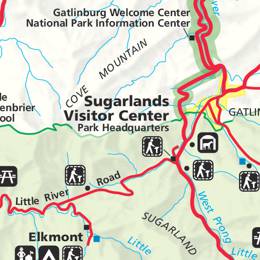 Gatlinburg Welcome Center
National Park Information Center
COVE MOUNTAIN
Sugarlands
Visitor Center
Park Headquarters
GATLIN
Little River Road
Elkmont
SUGARLAND
West Prong
Little
Little